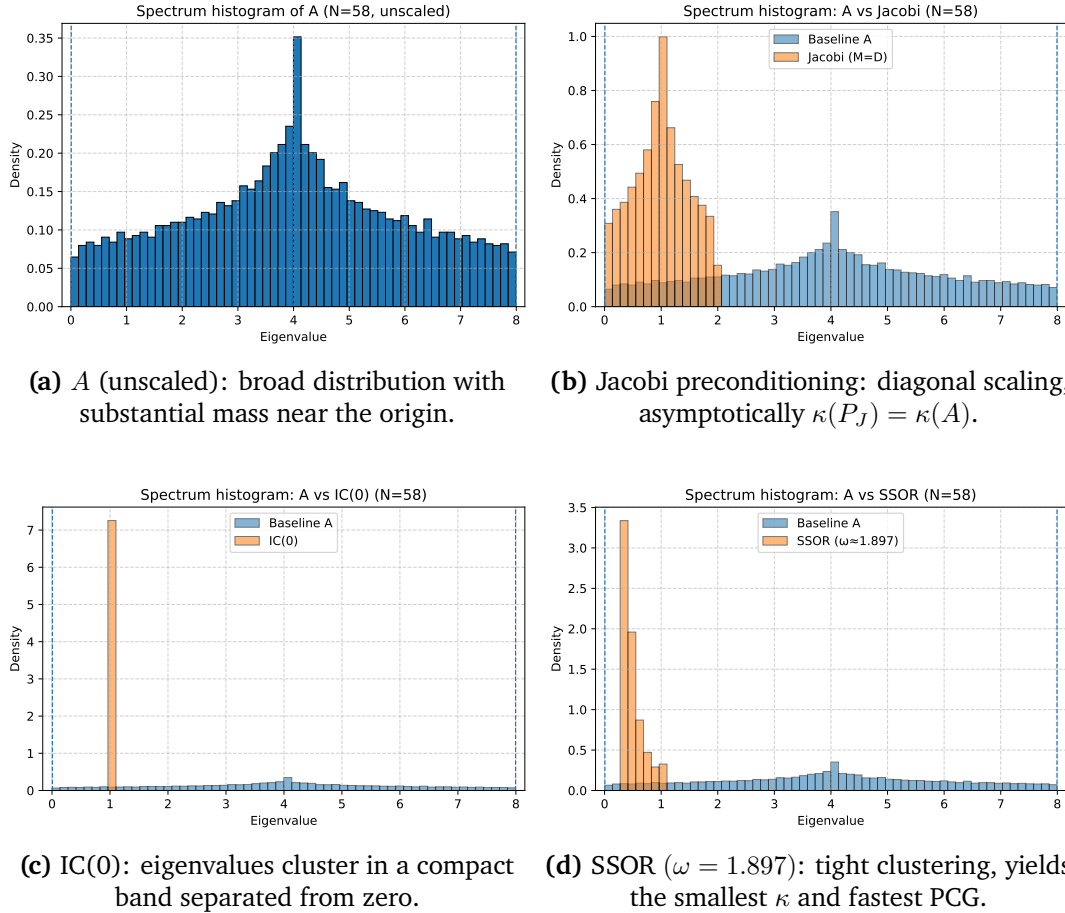 Spectrum histogram of A (N=58, unscaled)
Density
0.35
0.30
0.25
0.20
0.15
0.10
0.05
0.00
0 1 2 3 4 5 6 7 8
Eigenvalue
(a) A (unscaled): broad distribution with
substantial mass near the origin.
Spectrum histogram: A vs Jacobi (N=58)
Baseline A
Jacobi (M=D)
Density
1.0
0.8
0.6
0.4
0.2
0.0
0 1 2 3 4 5 6 7 8
Eigenvalue
(b) Jacobi preconditioning: diagonal scaling,
asymptotically κ(P_J) = κ(A).
Spectrum histogram: A vs IC(0) (N=58)
Baseline A
IC(0)
Density
7
6
5
4
3
2
1
0
0 1 2 3 4 5 6 7 8
Eigenvalue
(c) IC(0): eigenvalues cluster in a compact
band separated from zero.
Spectrum histogram: A vs SSOR (N=58)
Baseline A
SSOR (ω≈1.897)
Density
3.5
3.0
2.5
2.0
1.5
1.0
0.5
0.0
0 1 2 3 4 5 6 7 8
Eigenvalue
(d) SSOR (ω = 1.897): tight clustering, yields
the smallest κ and fastest PCG.